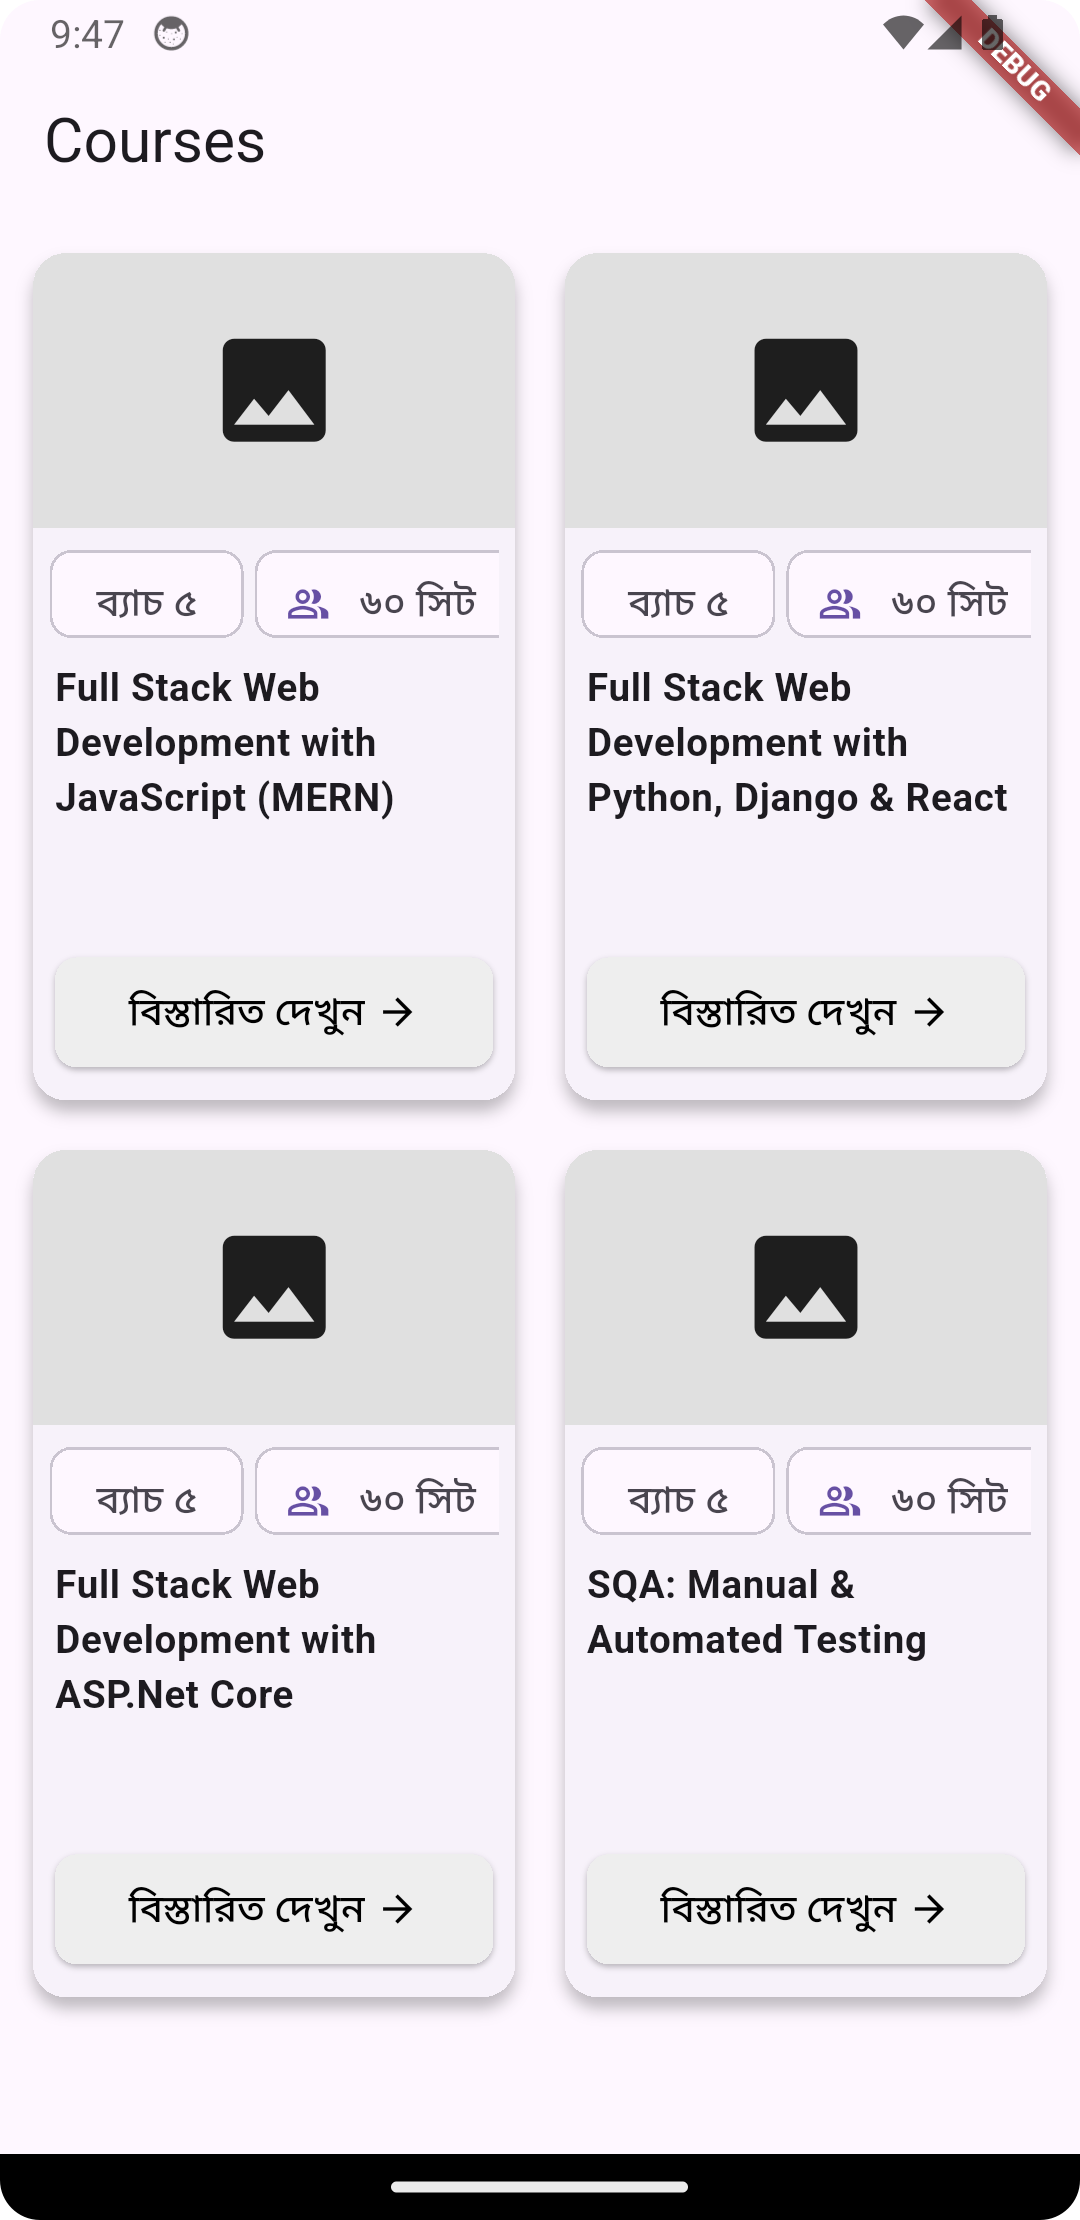 9:47
DEBUG
Courses
ব্যাচ ৫
৬০ সিট
Full Stack Web
Development with
JavaScript (MERN)
বিস্তারিত দেখুন →
ব্যাচ ৫
৬০ সিট
Full Stack Web
Development with
Python, Django & React
বিস্তারিত দেখুন →
ব্যাচ ৫
৬০ সিট
Full Stack Web
Development with
ASP.Net Core
বিস্তারিত দেখুন →
ব্যাচ ৫
৬০ সিট
SQA: Manual &
Automated Testing
বিস্তারিত দেখুন →